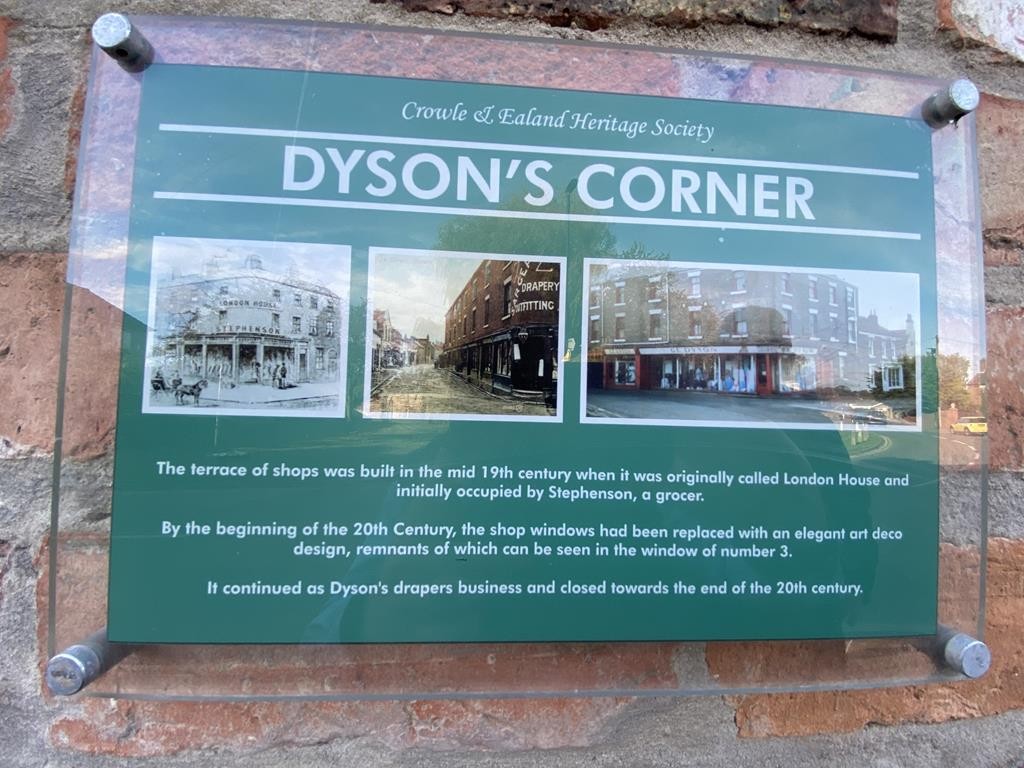 Crowle & Ealand Heritage Society
DYSON'S CORNER
LONDON HOUSE
STEPHENSON
DRAPERY
OUTFITTING
DYSON
The terrace of shops was built in the mid 19th century when it was originally called London House and
initially occupied by Stephenson, a grocer.
By the beginning of the 20th Century, the shop windows had been replaced with an elegant art deco
design, remnants of which can be seen in the window of number 3.
It continued as Dyson's drapers business and closed towards the end of the 20th century.